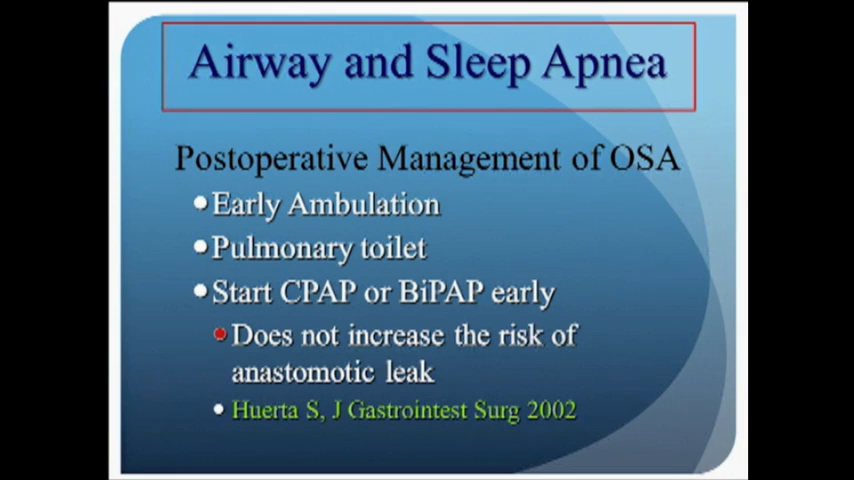 Airway and Sleep Apnea
Postoperative Management of OSA
Early Ambulation
Pulmonary toilet
Start CPAP or BiPAP early
Does not increase the risk of
anastomotic leak
Huerta S, J Gastrointest Surg 2002